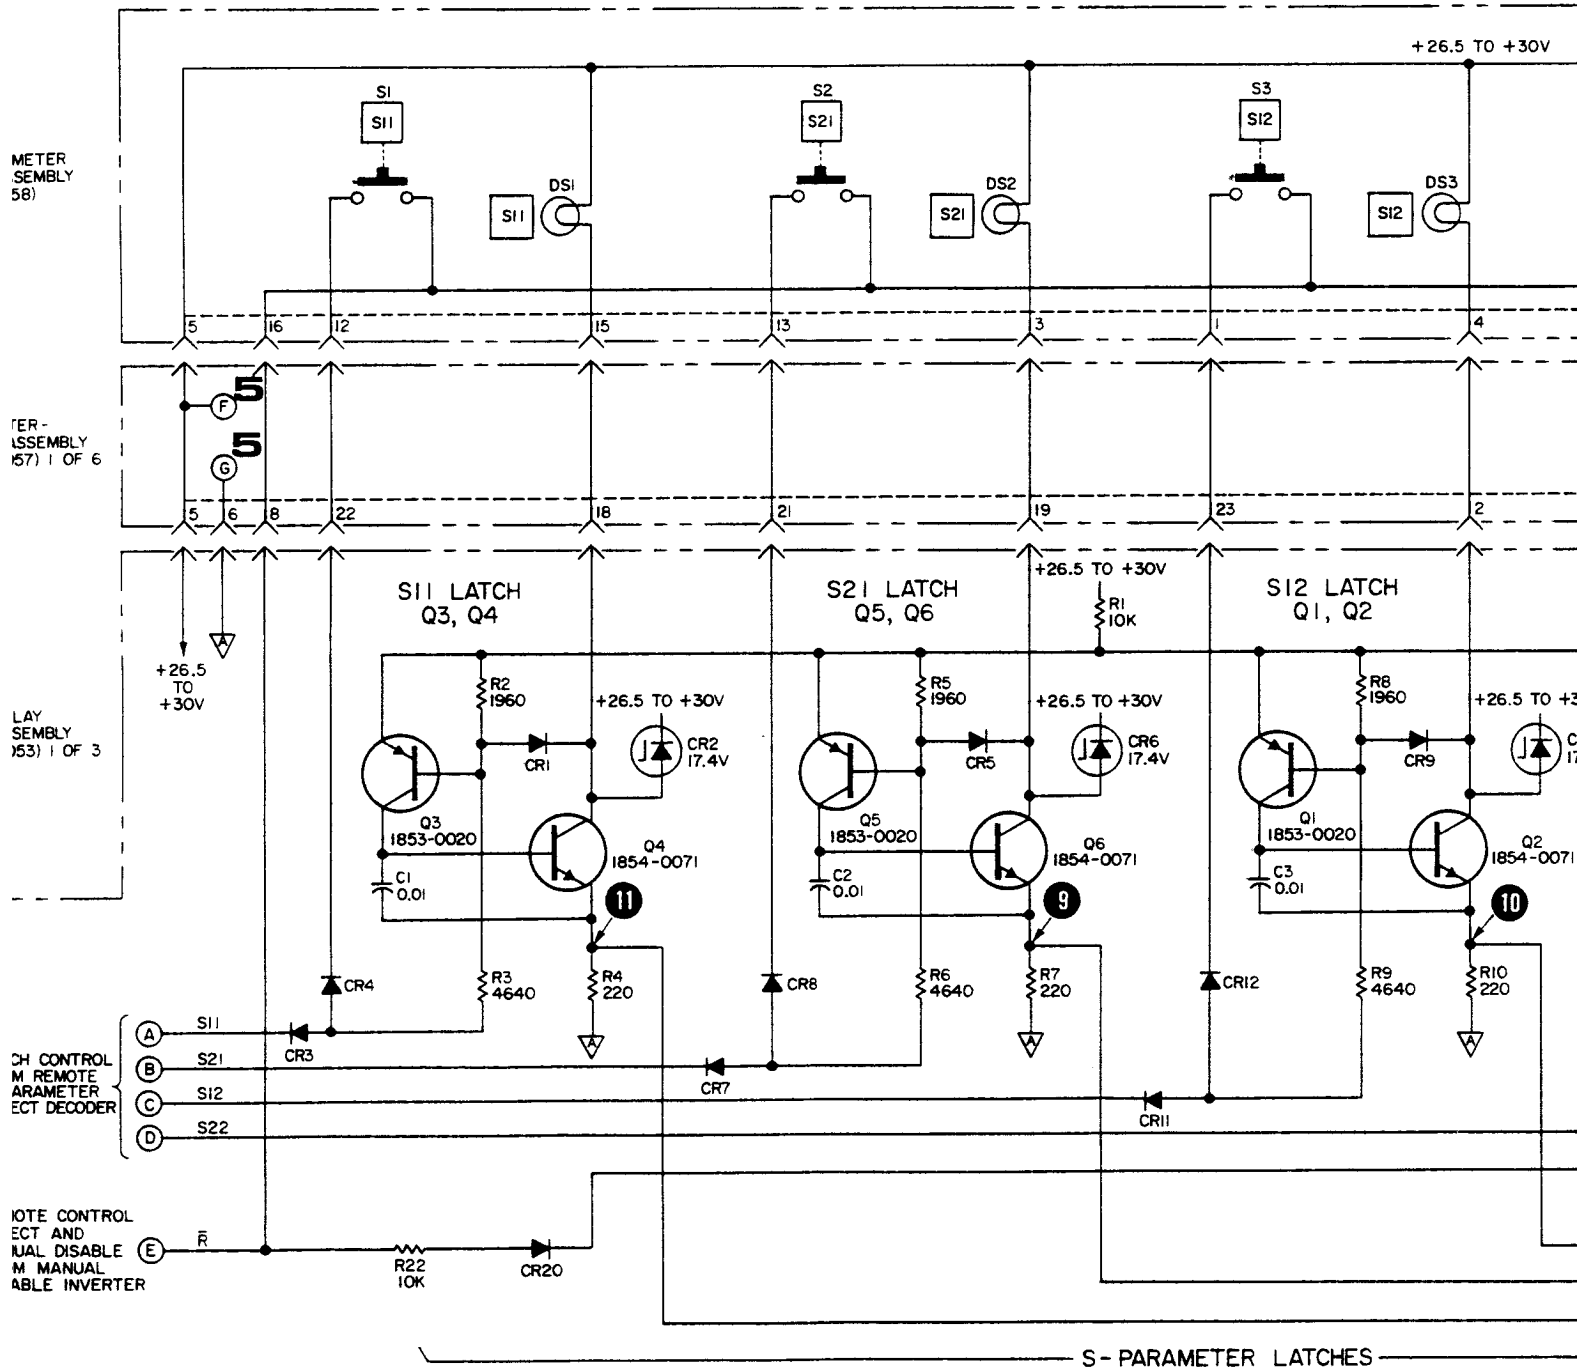 +26.5 TO +30V
S1
S11
S2
S21
S3
S12
METER
SEMBLY
58)
DS1
S11
DS2
S21
DS3
S12
5
16
12
15
13
3
1
4
F
5
G
5
ASSEMBLY
1 OF 6
5
6
8
22
18
21
19
23
2
S11 LATCH
Q3, Q4
S21 LATCH
Q5, Q6
S12 LATCH
Q1, Q2
+26.5 TO +30V
R1
10K
A
+26.5
TO
+30V
R2
1960
R5
1960
R8
1960
+26.5 TO +30V
+26.5 TO +30V
+26.5 TO +3
LAY
SEMBLY
1 OF 3
CR1
CR2
17.4V
CR5
CR6
17.4V
CR9
C
17
Q3
1853-0020
Q4
1854-0071
Q5
1853-0020
Q6
1854-0071
Q1
1853-0020
Q2
1854-0071
C1
0.01
C2
0.01
C3
0.01
11
9
10
CR4
R3
4640
R4
220
CR8
R6
4640
R7
220
CR12
R9
4640
R10
220
A
A
A
A
S11
CR3
B
S21
CR7
C
S12
CR11
D
S22
CH CONTROL
M REMOTE
ARAMETER
ECT DECODER
OTE CONTROL
ECT AND
UAL DISABLE
M MANUAL
ABLE INVERTER
E
R̅
R22
10K
CR20
S-PARAMETER LATCHES